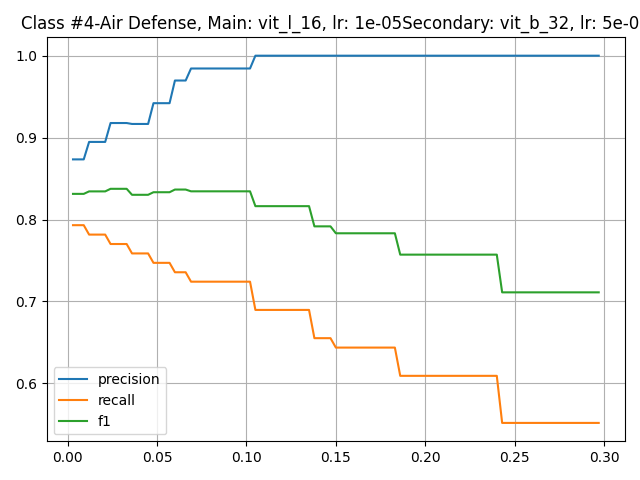 Class #4-Air Defense, Main: vit_l_16, lr: 1e-05Secondary: vit_b_32, lr: 5e-0
1.0
0.9
0.8
0.7
0.6
precision
recall
f1
0.00 0.05 0.10 0.15 0.20 0.25 0.30